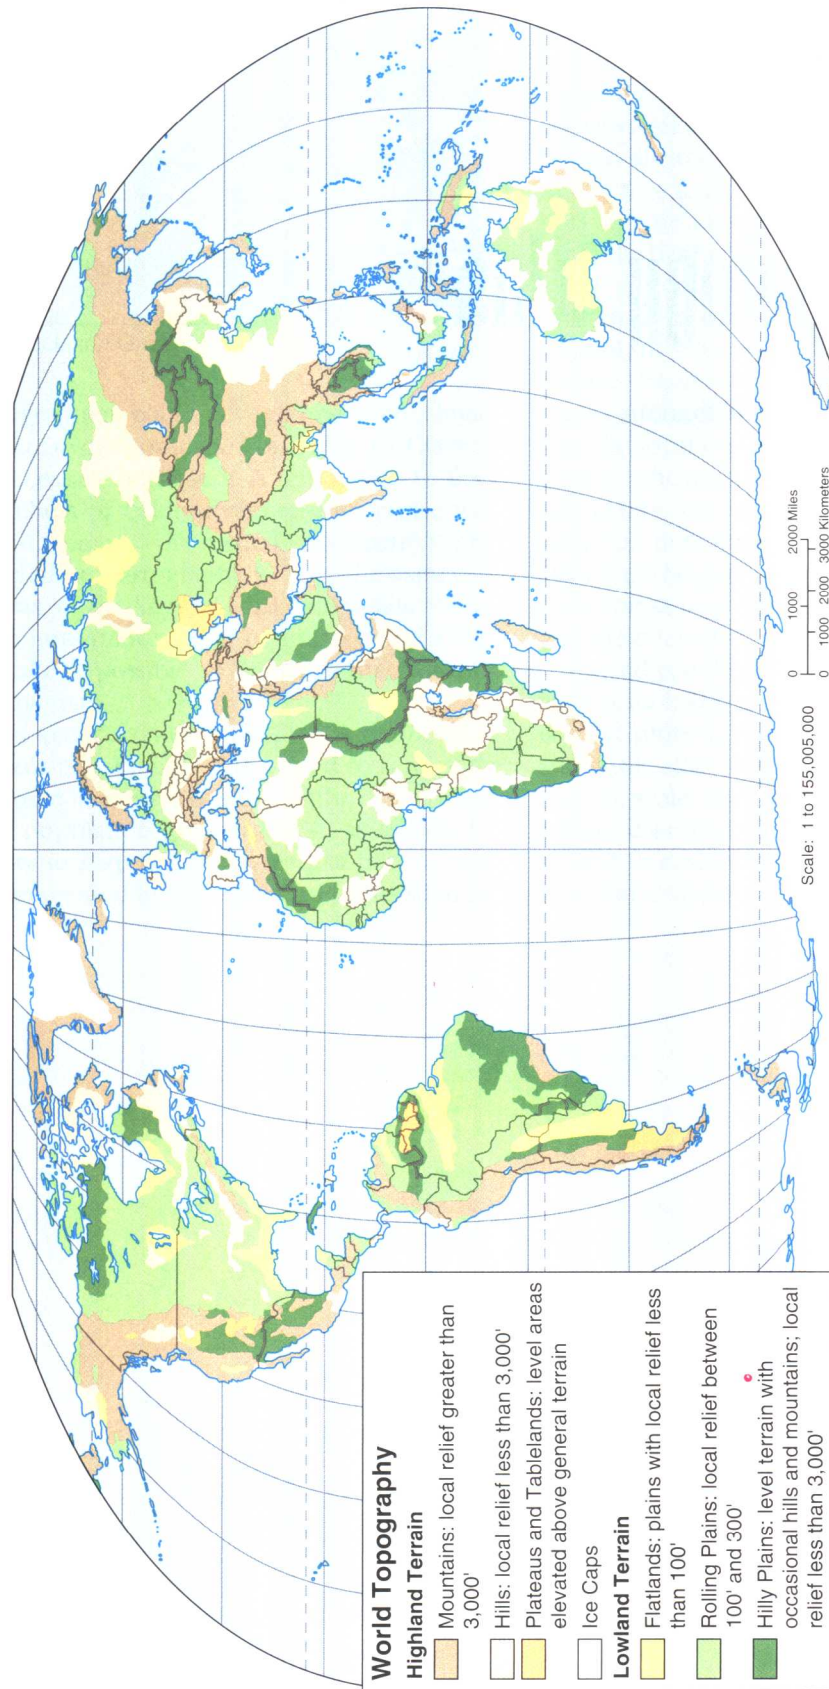 World Topography
Highland Terrain
Mountains: local relief greater than
3,000'
Hills: local relief less than 3,000'
Plateaus and Tablelands: level areas
elevated above general terrain
Ice Caps
Lowland Terrain
Flatlands: plains with local relief less
than 100'
Rolling Plains: local relief between
100' and 300'
Hilly Plains: level terrain with
occasional hills and mountains; local
relief less than 3,000'
Scale: 1 to 155,005,000
0 1000 2000 Miles
0 1000 2000 3000 Kilometers